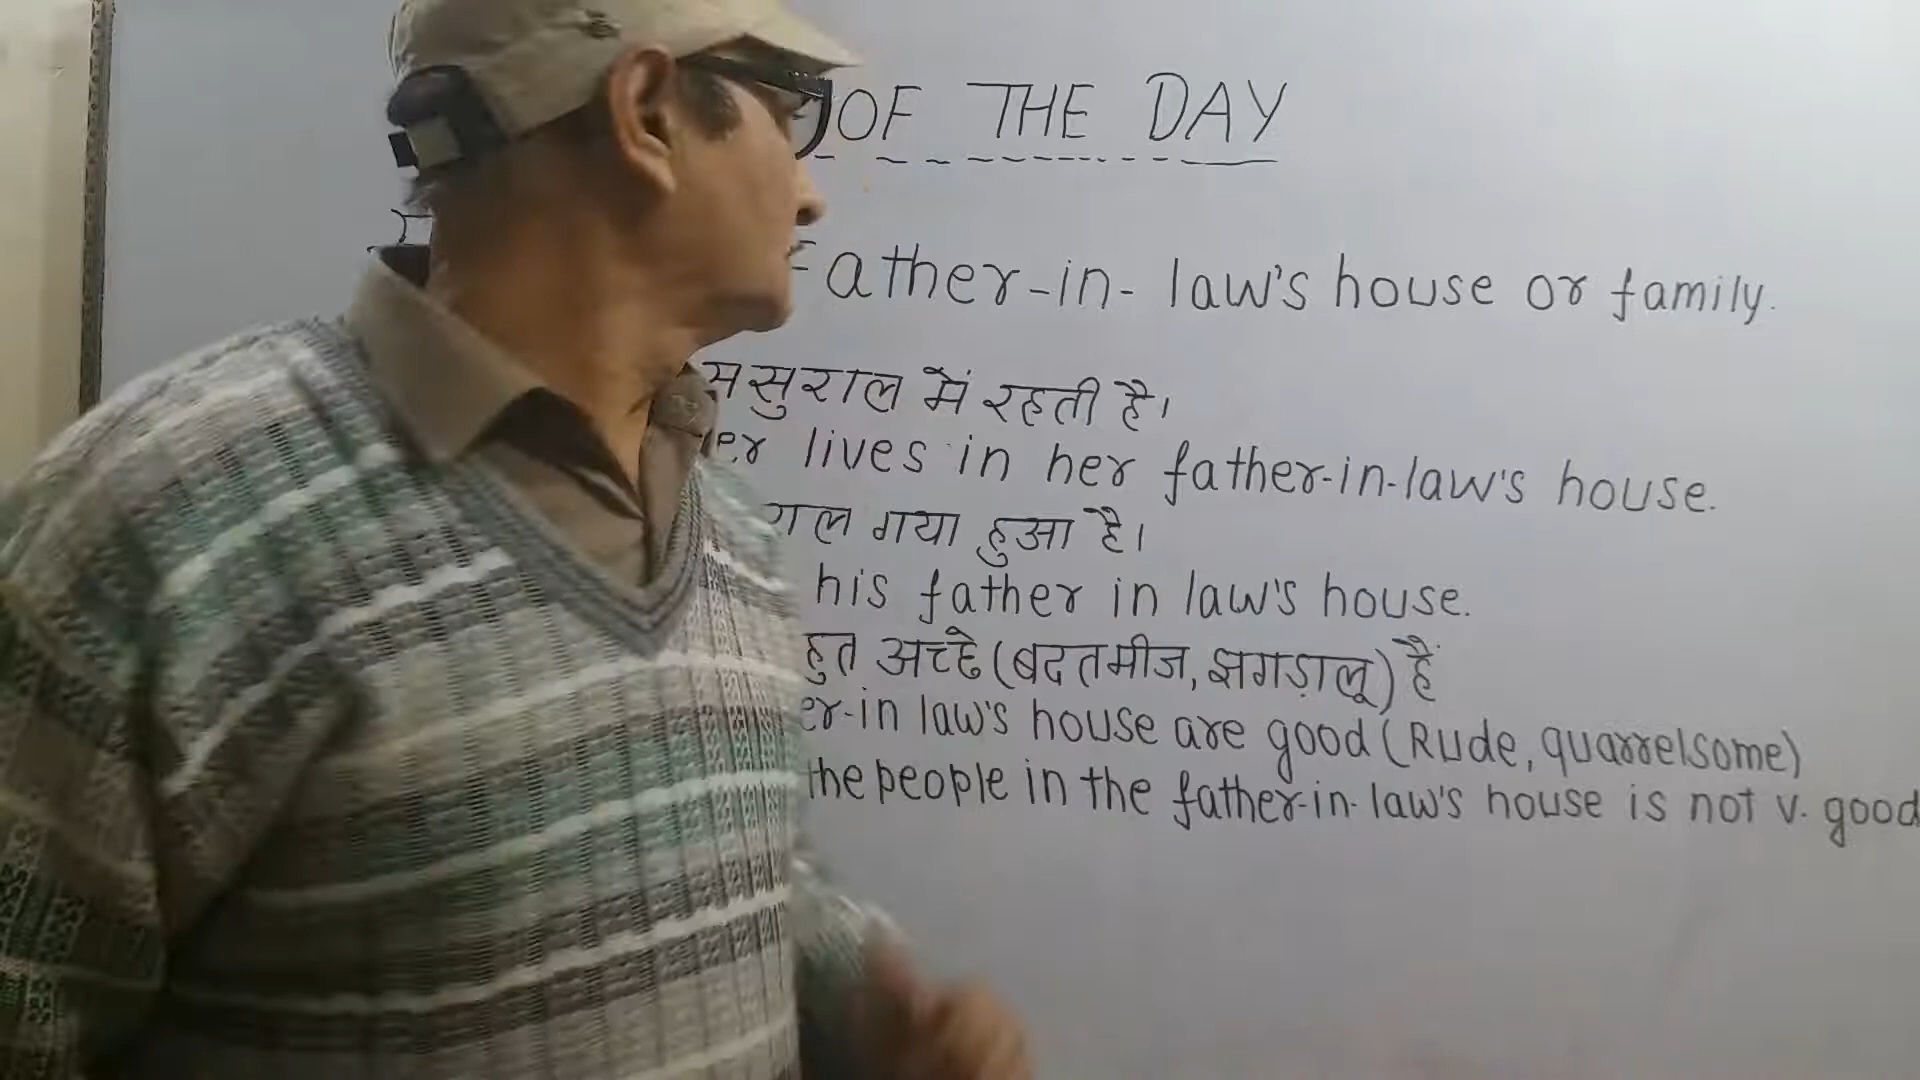 OF THE DAY
Father-in-law's house or family.
ससुराल में रहती है।
lives in her father-in-law's house.
गया हुआ है।
his father in law's house.
अच्छे (बदतमीज, झगड़ालू) हैं
law's house are good (Rude, quarrelsome)
the people in the father-in-law's house is not v. good